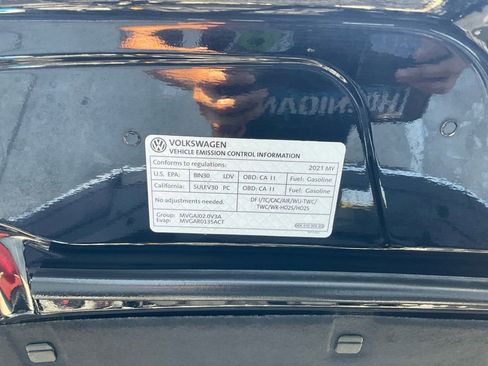 VOLKSWAGEN
VEHICLE EMISSION CONTROL INFORMATION
Conforms to regulations: 2021 MY
U.S. EPA: BIN30 LDV OBD: CA II Fuel: Gasoline
California: SULEV30 PC OBD: CA II Fuel: Gasoline
No adjustments needed. DFI/TC/CAC/AIR/WU-TWC/
TWC/WR-HO2S/HO2S
Group: MVGAJ02.0V3A
Evap: MVGAR0135ACT